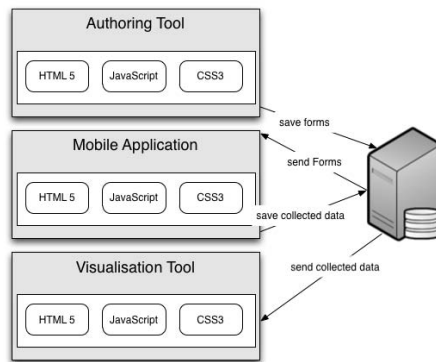 Authoring Tool
HTML 5 JavaScript CSS3
save forms
Mobile Application
send Forms
HTML 5 JavaScript CSS3
save collected data
Visualisation Tool
send collected data
HTML 5 JavaScript CSS3